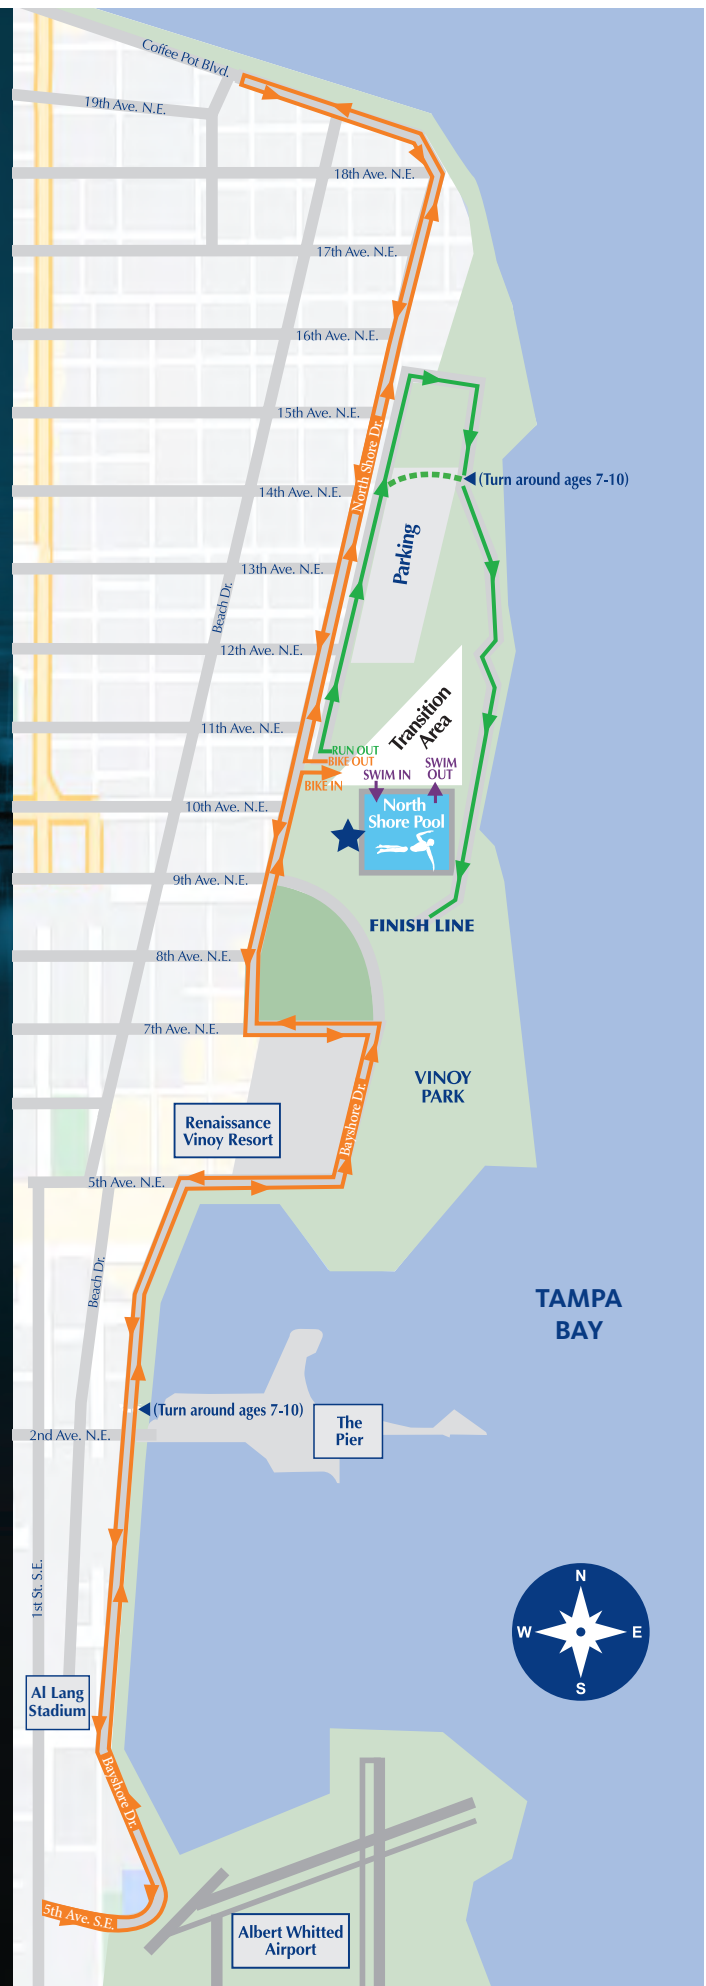 Coffee Pot Blvd.
19th Ave. N.E.
18th Ave. N.E.
17th Ave. N.E.
16th Ave. N.E.
15th Ave. N.E.
North Shore Dr.
14th Ave. N.E.
(Turn around ages 7-10)
Parking
13th Ave. N.E.
Beach Dr.
12th Ave. N.E.
Transition
Area
11th Ave. N.E.
RUN OUT
BIKE OUT
BIKE IN
SWIM IN
SWIM
OUT
10th Ave. N.E.
North
Shore Pool
9th Ave. N.E.
FINISH LINE
8th Ave. N.E.
7th Ave. N.E.
VINOY
PARK
Bayshore Dr.
Renaissance
Vinoy Resort
5th Ave. N.E.
Beach Dr.
TAMPA
BAY
(Turn around ages 7-10)
2nd Ave. N.E.
The
Pier
1st St. S.E.
N
W
E
S
Al Lang
Stadium
Bayshore Dr.
5th Ave. S.E.
Albert Whitted
Airport